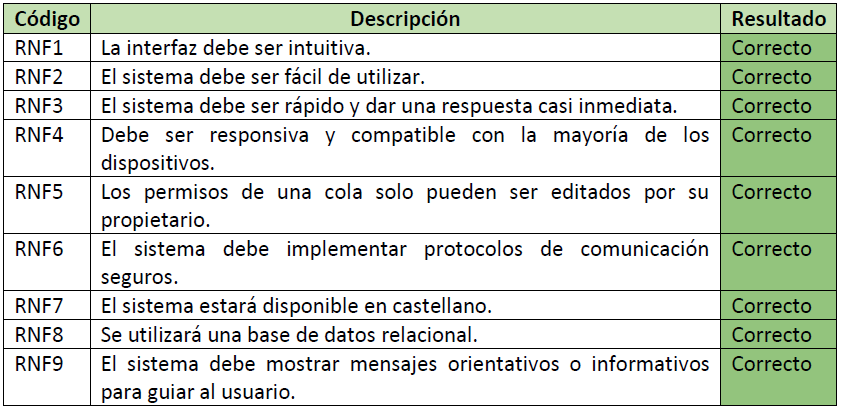 Código Descripción Resultado
RNF1 La interfaz debe ser intuitiva. Correcto
RNF2 El sistema debe ser fácil de utilizar. Correcto
RNF3 El sistema debe ser rápido y dar una respuesta casi inmediata. Correcto
RNF4 Debe ser responsiva y compatible con la mayoría de los Correcto
dispositivos.
RNF5 Los permisos de una cola solo pueden ser editados por su Correcto
propietario.
RNF6 El sistema debe implementar protocolos de comunicación Correcto
seguros.
RNF7 El sistema estará disponible en castellano. Correcto
RNF8 Se utilizará una base de datos relacional. Correcto
RNF9 El sistema debe mostrar mensajes orientativos o informativos Correcto
para guiar al usuario.